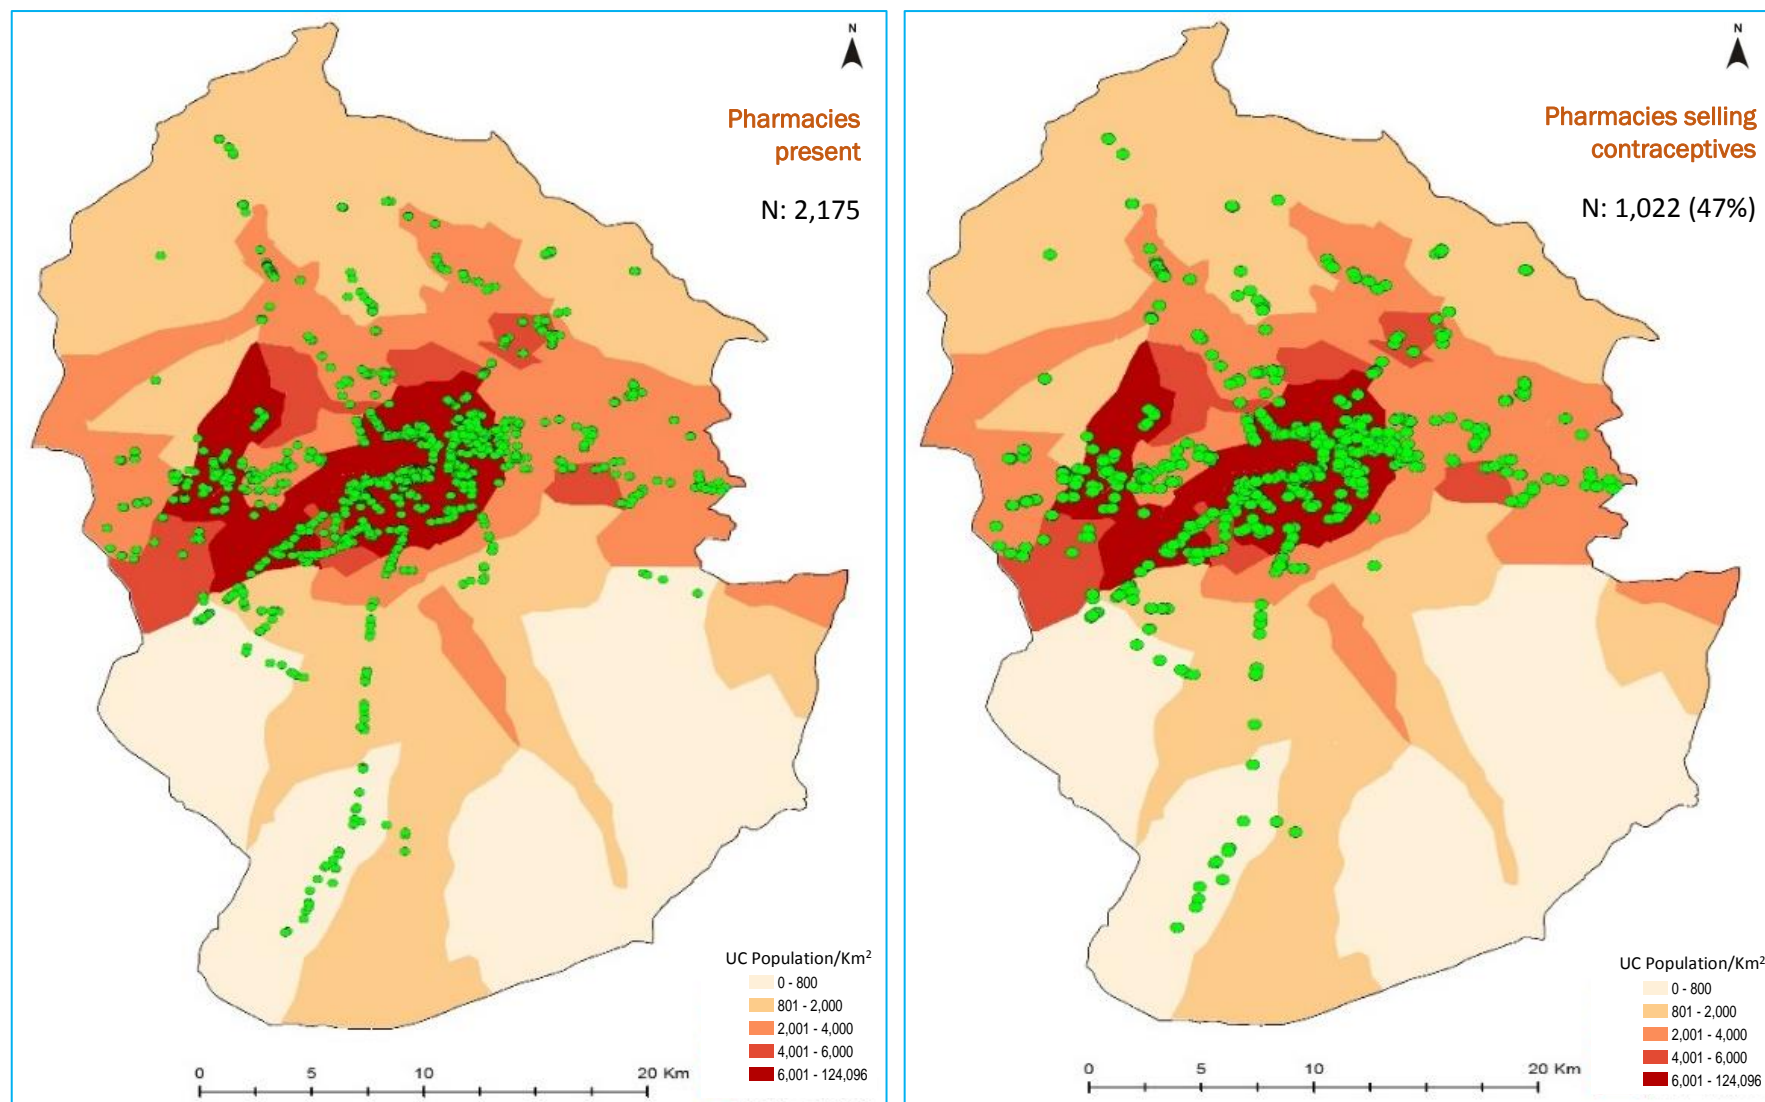 N
Pharmacies
present
N: 2,175
UC Population/Km²
0 - 800
801 - 2,000
2,001 - 4,000
4,001 - 6,000
6,001 - 124,096
0 5 10 20 Km
N
Pharmacies selling
contraceptives
N: 1,022 (47%)
UC Population/Km²
0 - 800
801 - 2,000
2,001 - 4,000
4,001 - 6,000
6,001 - 124,096
0 5 10 20 Km